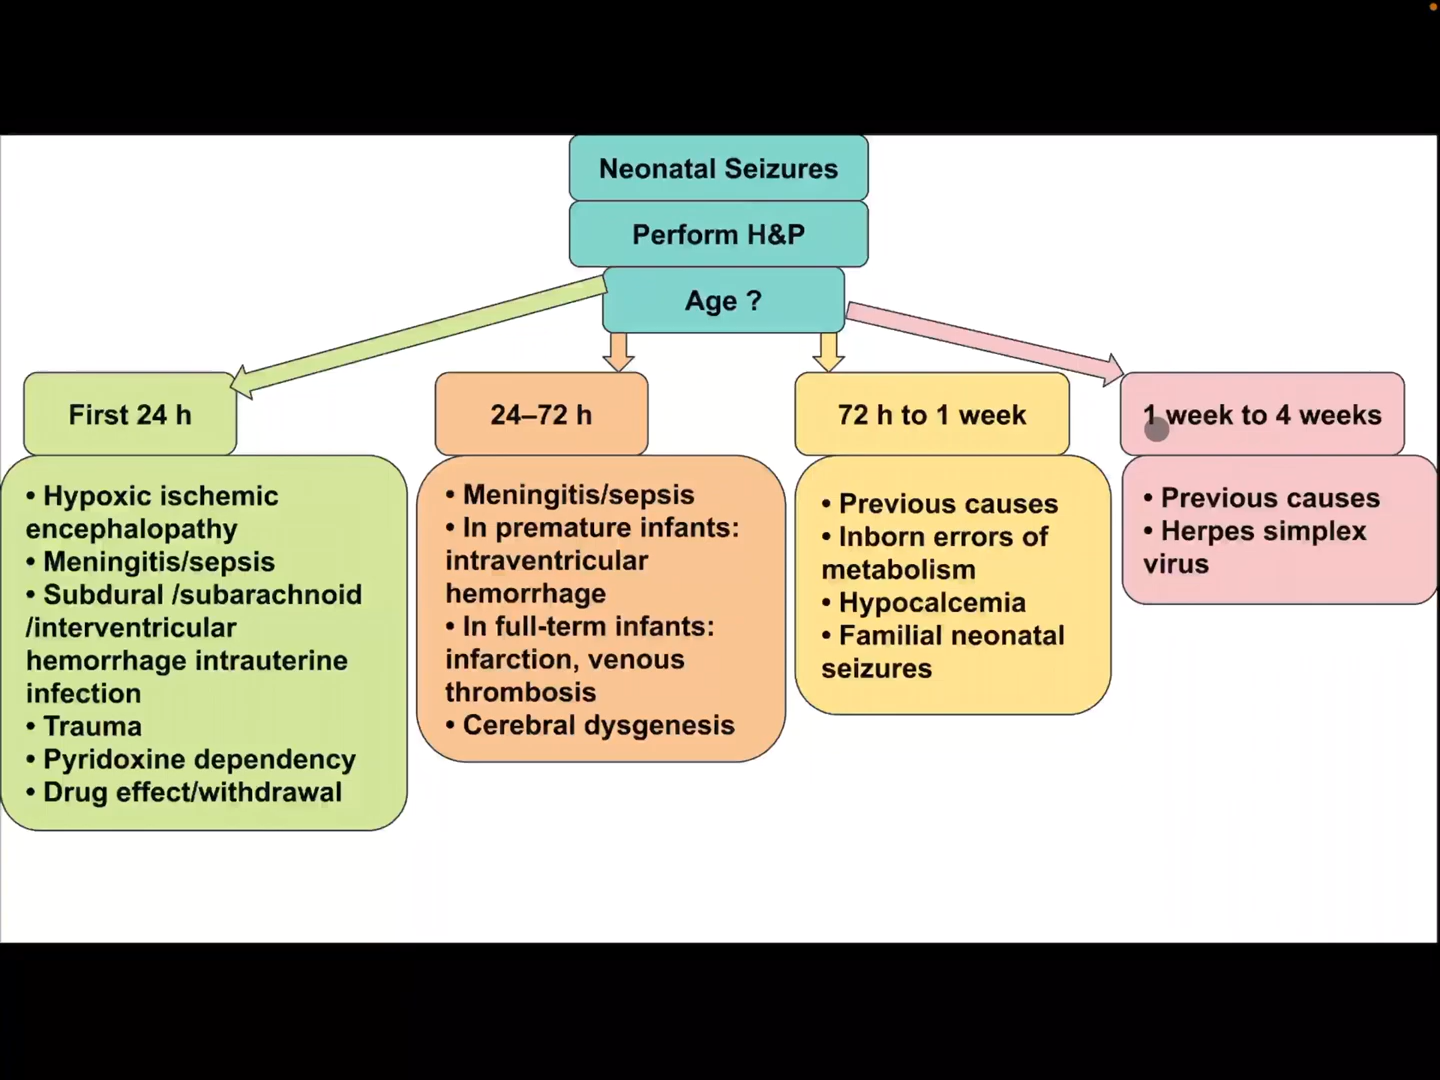 Neonatal Seizures
Perform H&P
Age ?
First 24 h
• Hypoxic ischemic
encephalopathy
• Meningitis/sepsis
• Subdural /subarachnoid
/interventricular
hemorrhage intrauterine
infection
• Trauma
• Pyridoxine dependency
• Drug effect/withdrawal
24–72 h
• Meningitis/sepsis
• In premature infants:
intraventricular
hemorrhage
• In full-term infants:
infarction, venous
thrombosis
• Cerebral dysgenesis
72 h to 1 week
• Previous causes
• Inborn errors of
metabolism
• Hypocalcemia
• Familial neonatal
seizures
1 week to 4 weeks
• Previous causes
• Herpes simplex
virus